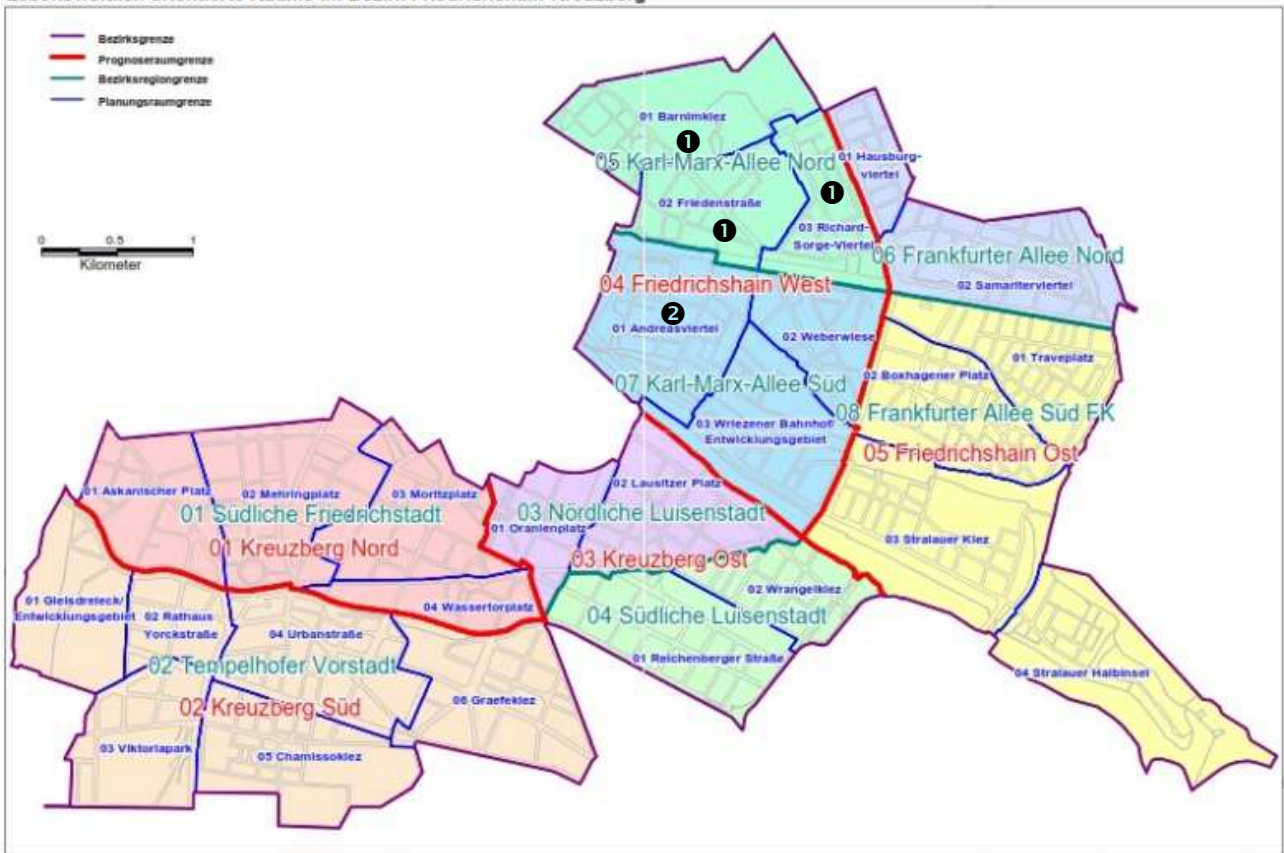 Bezirksgrenze
Prognoseraumgrenze
Bezirksregiongrenze
Planungsraumgrenze
0 0.5 1
Kilometer
01 Barnimkiez
❶
05 Karl-Marx-Allee Nord
01 Hausburg-
viertel
❶
02 Friedenstraße
❶
03 Richard-
Sorge-Viertel
06 Frankfurter Allee Nord
02 Samariterviertel
04 Friedrichshain West
❷
01 Andreasviertel
02 Weberwiese
07 Karl-Marx-Allee Süd
03 Wriezener Bahnhof/
Entwicklungsgebiet
01 Traveplatz
02 Boxhagener Platz
08 Frankfurter Allee Süd FK
05 Friedrichshain Ost
03 Stralauer Kiez
04 Stralauer Halbinsel
01 Askanischer Platz
02 Mehringplatz
03 Moritzplatz
01 Südliche Friedrichstadt
01 Kreuzberg Nord
04 Wassertorplatz
02 Lausitzer Platz
01 Oranienplatz
03 Nördliche Luisenstadt
03 Kreuzberg Ost
02 Wrangelkiez
04 Südliche Luisenstadt
01 Reichenberger Straße
01 Gleisdreieck/
Entwicklungsgebiet
02 Rathaus
Yorckstraße
04 Urbanstraße
02 Tempelhofer Vorstadt
02 Kreuzberg Süd
06 Graefekiez
03 Viktoriapark
05 Chamissokiez